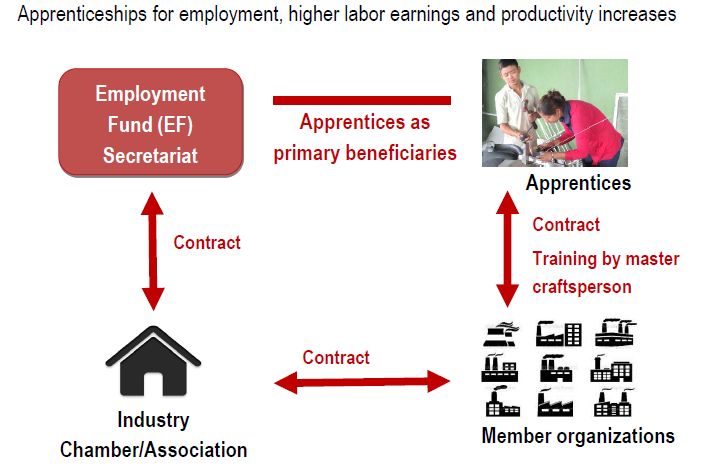 Apprenticeships for employment, higher labor earnings and productivity increases
Employment
Fund (EF)
Secretariat
Apprentices as
primary beneficiaries
Apprentices
Contract
Contract
Training by master
craftsperson
Contract
Industry
Chamber/Association
Member organizations